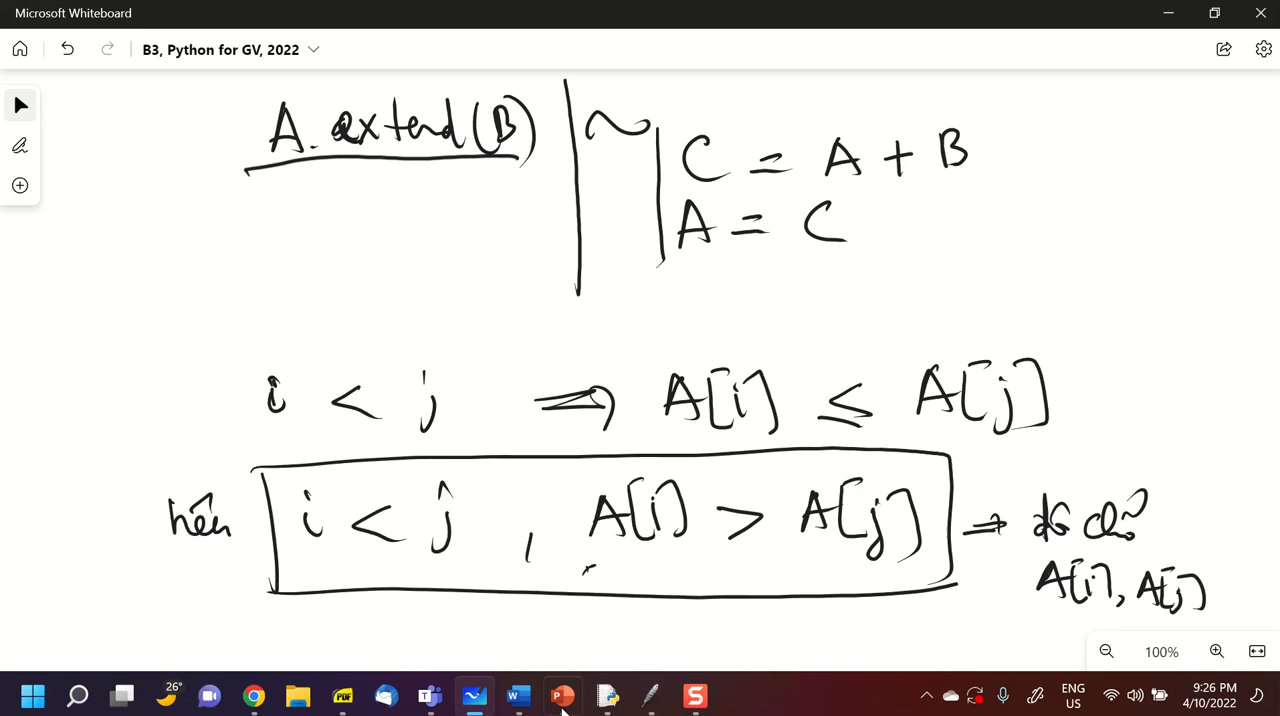 Microsoft Whiteboard
B3, Python for GV, 2022
A.extend(B) ~ C = A + B
A = C
i < j ⇒ A[i] ≤ A[j]
nếu i < j , A[i] > A[j] ⇒ đổi chỗ
A[i], A[j]
100%
26°
PDF
ENG
US
9:26 PM
4/10/2022